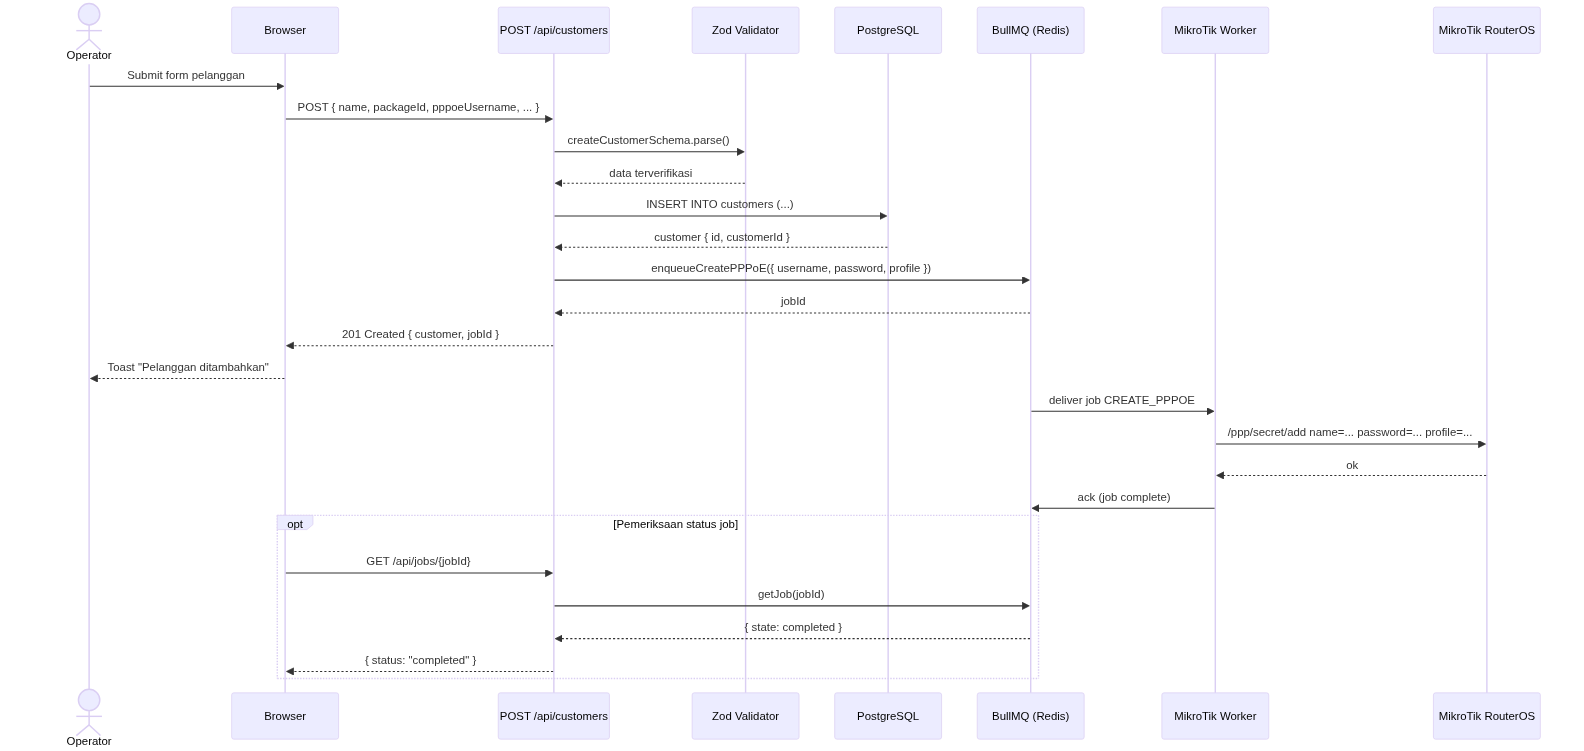 Operator
Browser
POST /api/customers
Zod Validator
PostgreSQL
BullMQ (Redis)
MikroTik Worker
MikroTik RouterOS
Submit form pelanggan
POST { name, packageId, pppoeUsername, ... }
createCustomerSchema.parse()
data terverifikasi
INSERT INTO customers (...)
customer { id, customerId }
enqueueCreatePPPoE({ username, password, profile })
jobId
201 Created { customer, jobId }
Toast "Pelanggan ditambahkan"
deliver job CREATE_PPPOE
/ppp/secret/add name=... password=... profile=...
ok
ack (job complete)
opt
[Pemeriksaan status job]
GET /api/jobs/{jobId}
getJob(jobId)
{ state: completed }
{ status: "completed" }
Operator
Browser
POST /api/customers
Zod Validator
PostgreSQL
BullMQ (Redis)
MikroTik Worker
MikroTik RouterOS